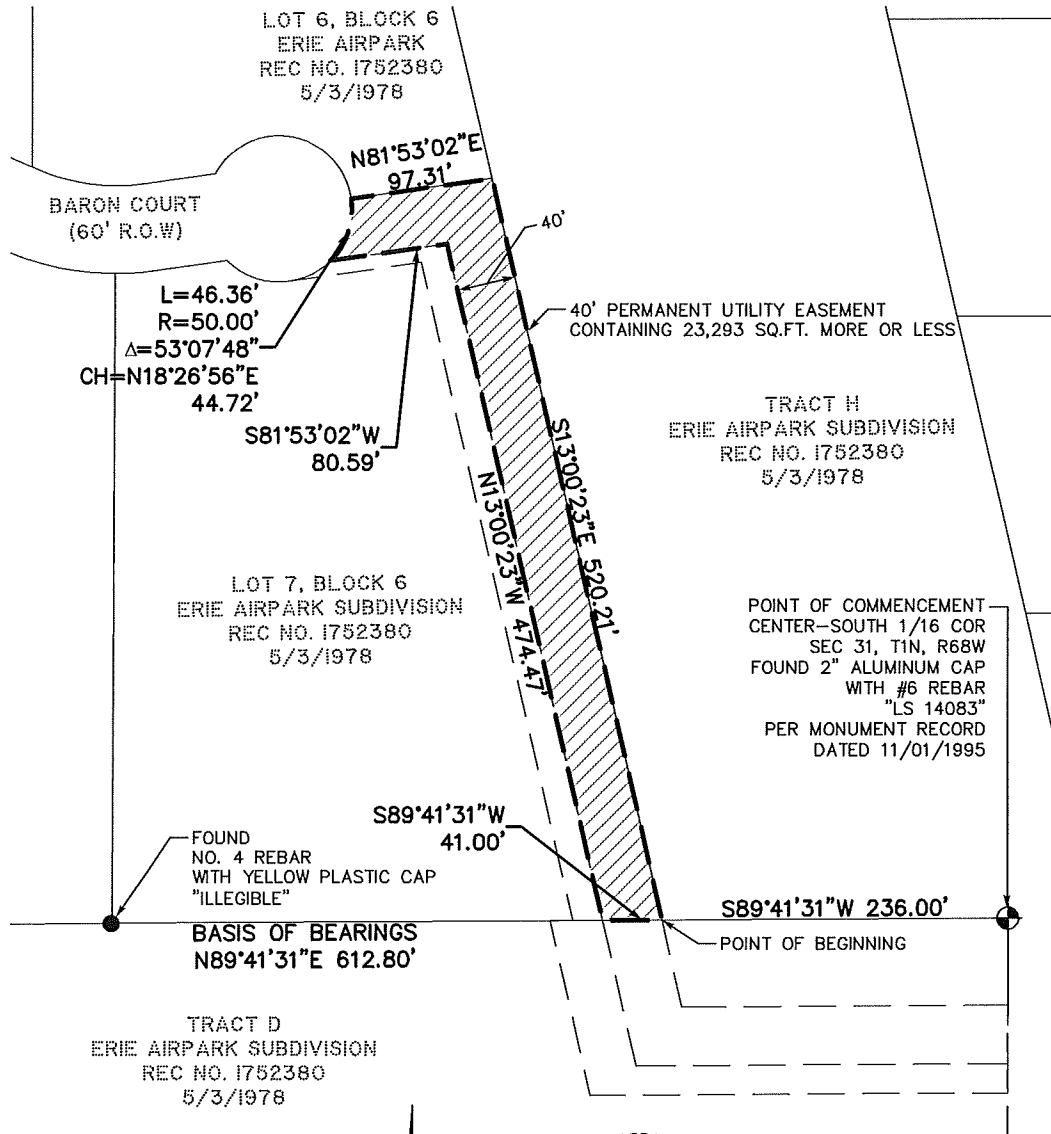 LOT 6, BLOCK 6
ERIE AIRPARK
REC NO. 1752380
5/3/1978
N81°53'02"E
97.31'
BARON COURT
(60' R.O.W)
40'
L=46.36'
R=50.00'
Δ=53°07'48"
CH=N18°26'56"E
44.72'
40' PERMANENT UTILITY EASEMENT
CONTAINING 23,293 SQ.FT. MORE OR LESS
S81°53'02"W
80.59'
TRACT H
ERIE AIRPARK SUBDIVISION
REC NO. 1752380
5/3/1978
S13°00'23"E 520.21'
N13°00'23"W 474.47'
LOT 7, BLOCK 6
ERIE AIRPARK SUBDIVISION
REC NO. 1752380
5/3/1978
POINT OF COMMENCEMENT
CENTER-SOUTH 1/16 COR
SEC 31, T1N, R68W
FOUND 2" ALUMINUM CAP
WITH #6 REBAR
"LS 14083"
PER MONUMENT RECORD
DATED 11/01/1995
S89°41'31"W
41.00'
FOUND
NO. 4 REBAR
WITH YELLOW PLASTIC CAP
"ILLEGIBLE"
S89°41'31"W 236.00'
POINT OF BEGINNING
BASIS OF BEARINGS
N89°41'31"E 612.80'
TRACT D
ERIE AIRPARK SUBDIVISION
REC NO. 1752380
5/3/1978